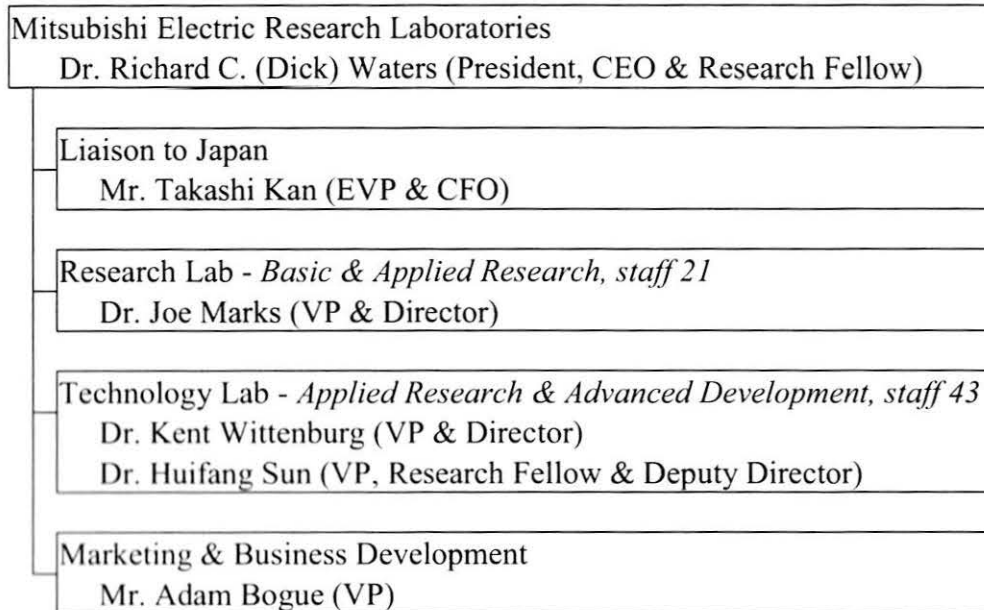 Mitsubishi Electric Research Laboratories
Dr. Richard C. (Dick) Waters (President, CEO & Research Fellow)
Liaison to Japan
Mr. Takashi Kan (EVP & CFO)
Research Lab - Basic & Applied Research, staff 21
Dr. Joe Marks (VP & Director)
Technology Lab - Applied Research & Advanced Development, staff 43
Dr. Kent Wittenburg (VP & Director)
Dr. Huifang Sun (VP, Research Fellow & Deputy Director)
Marketing & Business Development
Mr. Adam Bogue (VP)